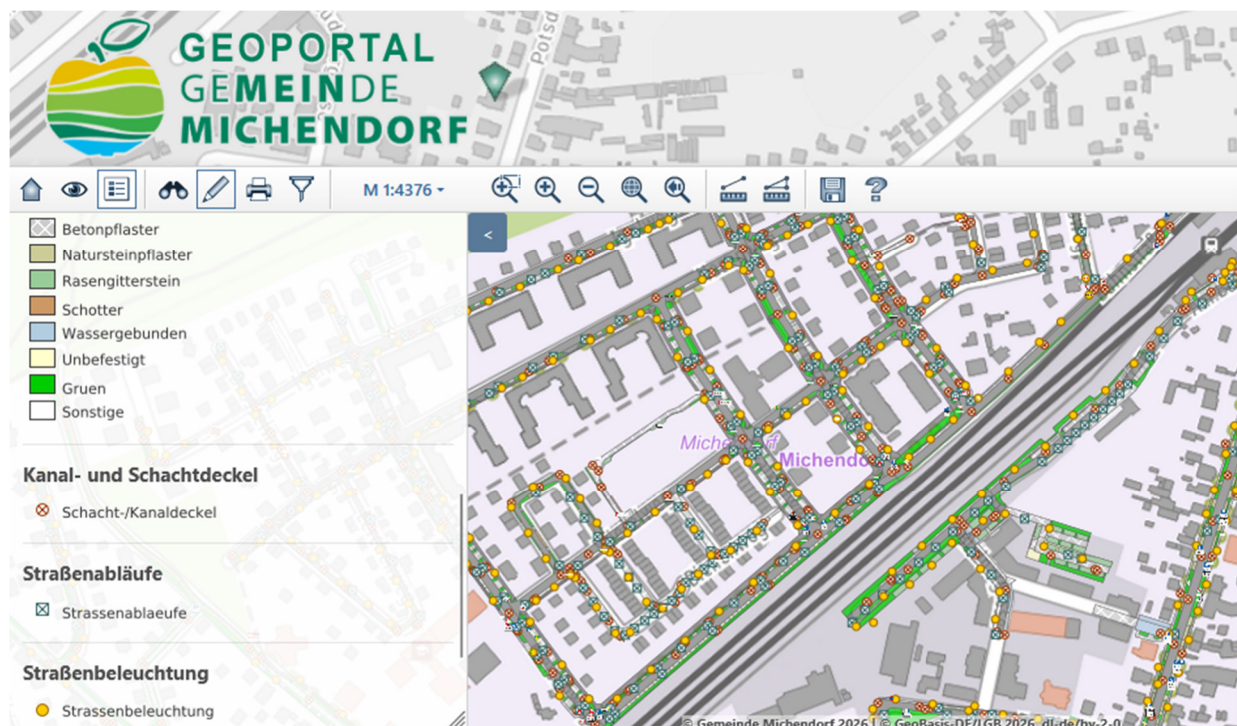 GEOPORTAL
GEMEINDE
MICHENDORF
Potsd
M 1:4376
Betonpflaster
Natursteinpflaster
Rasengitterstein
Schotter
Wassergebunden
Unbefestigt
Gruen
Sonstige
Kanal- und Schachtdeckel
Schacht-/Kanaldeckel
Straßenabläufe
Strassenablaeufe
Straßenbeleuchtung
Strassenbeleuchtung
<
Michendorf
Michendo
© Gemeinde Michendorf 2026 | © GeoBasis-DE/LGB 2026, dl-de/by-2-0